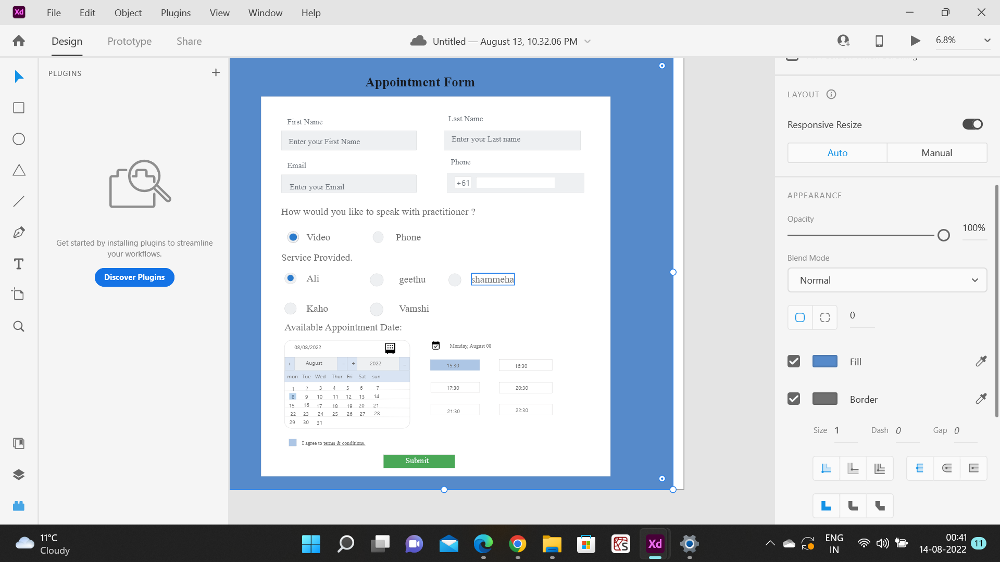 Xd File Edit Object Plugins View Window Help
Design Prototype Share Untitled — August 13, 10.32.06 PM 6.8%
PLUGINS
Get started by installing plugins to streamline
your workflows.
Discover Plugins
Appointment Form
First Name Last Name
Enter your First Name Enter your Last name
Email Phone
Enter your Email +61
How would you like to speak with practitioner ?
Video Phone
Service Provided.
Ali geethu shammeha
Kaho Vamshi
Available Appointment Date:
08/08/2022 Monday, August 08
+ August - + 2022 -
mon Tue Wed Thur Fri Sat sun
1 2 3 4 5 6 7
8 9 10 11 12 13 14
15 16 17 18 19 20 21
22 23 24 25 26 27 28
29 30 31
15:30 16:30
17:30 20:30
21:30 22:30
I agree to terms & conditions.
Submit
Position When Scrolling
LAYOUT
Responsive Resize
Auto Manual
APPEARANCE
Opacity
100%
Blend Mode
Normal
0
Fill
Border
Size 1 Dash 0 Gap 0
11°C
Cloudy
Xd
ENG
IN
00:41
14-08-2022
11